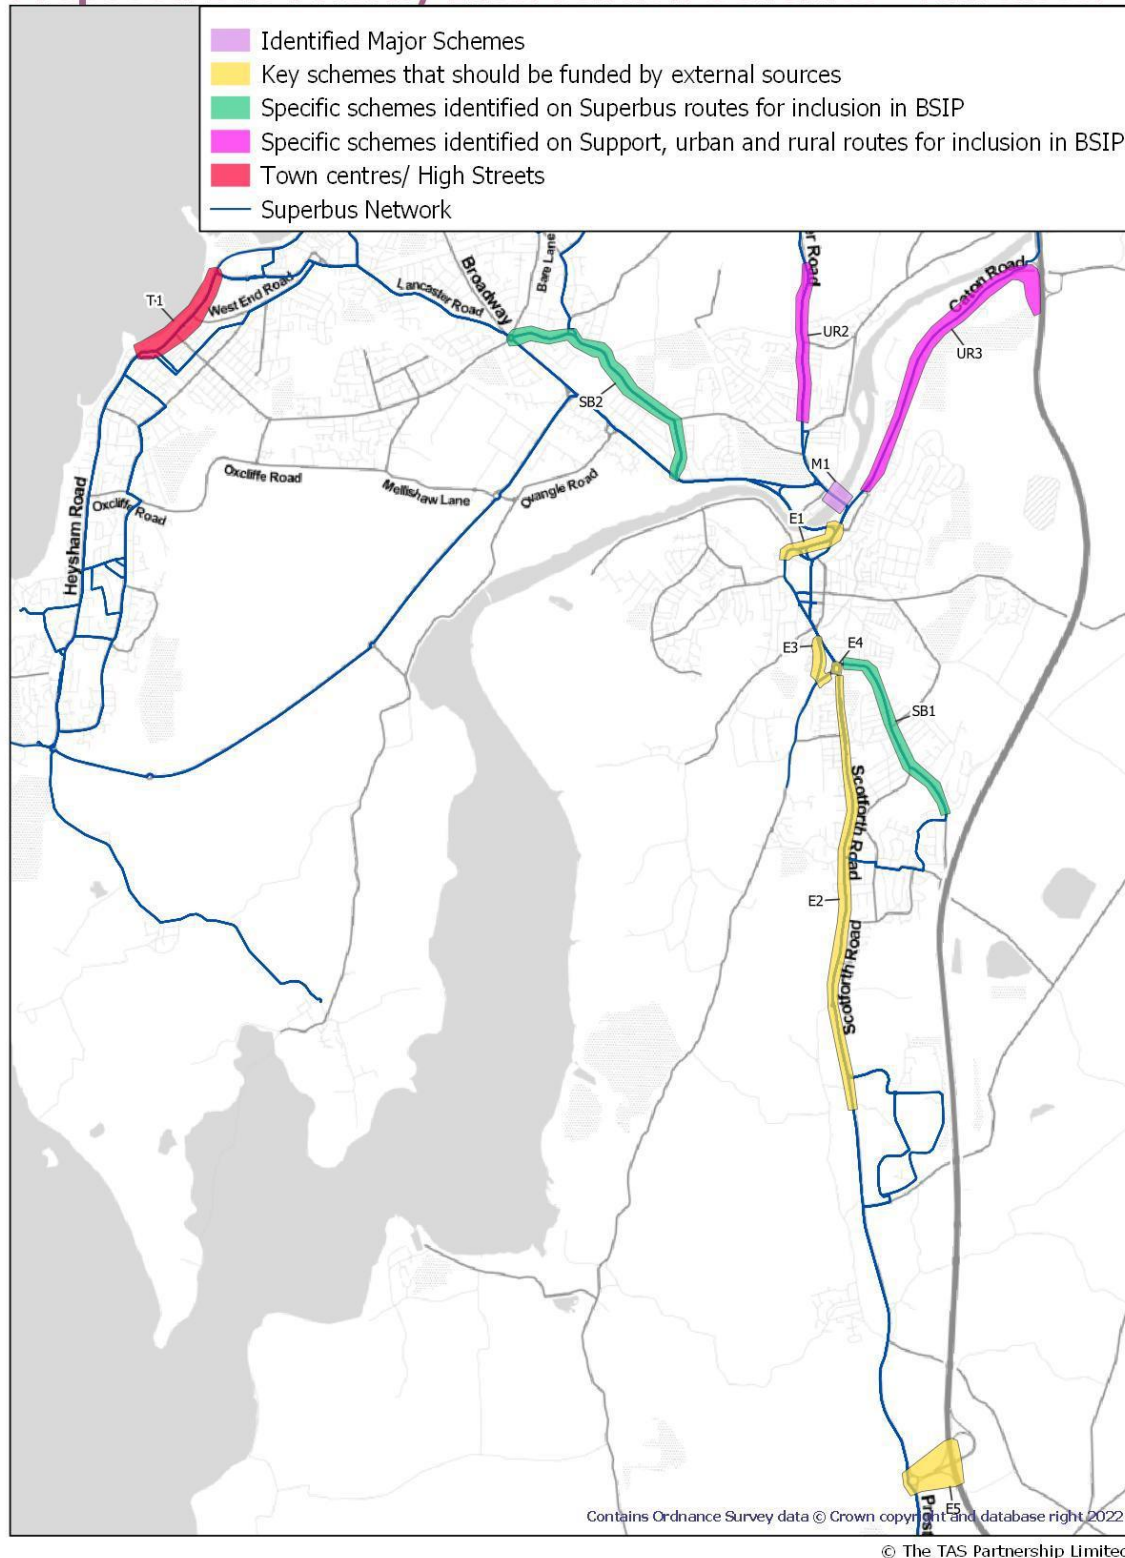 Identified Major Schemes
Key schemes that should be funded by external sources
Specific schemes identified on Superbus routes for inclusion in BSIP
Specific schemes identified on Support, urban and rural routes for inclusion in BSIP
Town centres/ High Streets
Superbus Network
Broadway
Bare Lane
er Road
Caton Road
T-1
West End Road
Lancaster Road
UR2
UR3
SB2
M1
Oxcliffe Road
Mellishaw Lane
Ovangle Road
Oxcliffe Road
E1
Heysham Road
E3
E4
SB1
Scotforth Road
E2
Scotforth Road
Prest
E5
Contains Ordnance Survey data © Crown copyright and database right 2022
© The TAS Partnership Limited